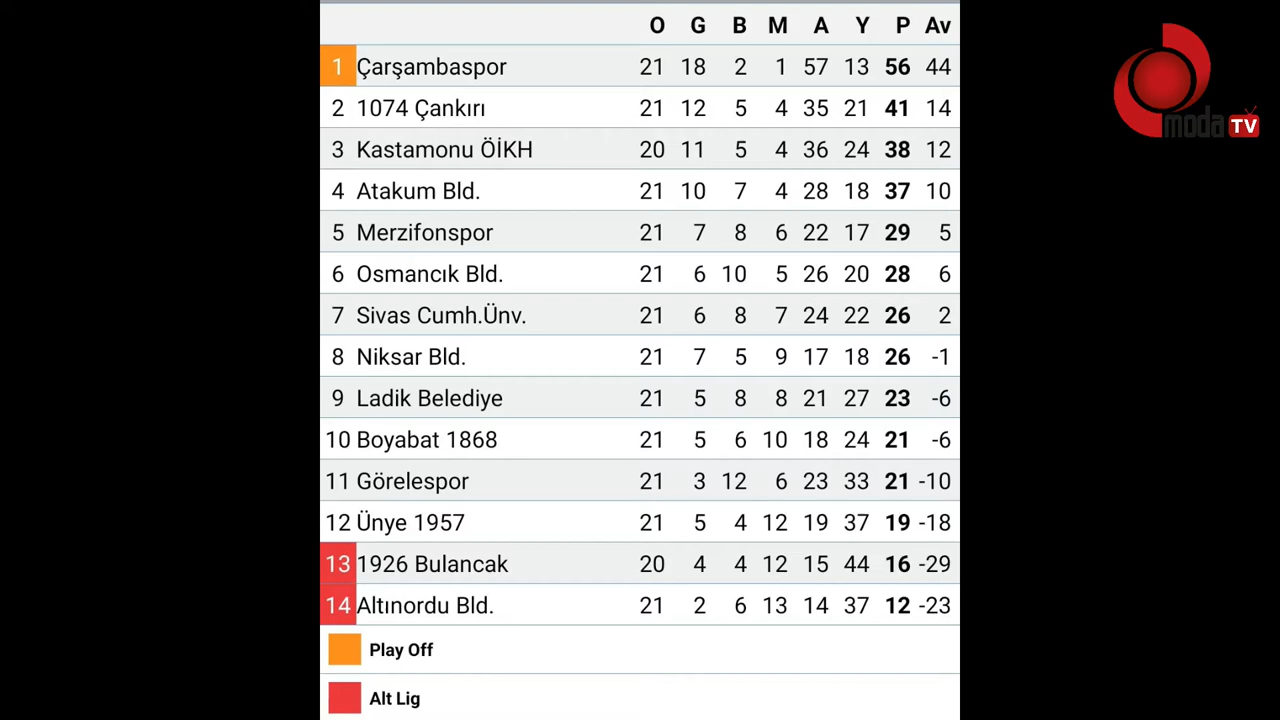 O G B M A Y P Av
1 Çarşambaspor 21 18 2 1 57 13 56 44
2 1074 Çankırı 21 12 5 4 35 21 41 14
3 Kastamonu ÖİKH 20 11 5 4 36 24 38 12
4 Atakum Bld. 21 10 7 4 28 18 37 10
5 Merzifonspor 21 7 8 6 22 17 29 5
6 Osmancık Bld. 21 6 10 5 26 20 28 6
7 Sivas Cumh.Ünv. 21 6 8 7 24 22 26 2
8 Niksar Bld. 21 7 5 9 17 18 26 -1
9 Ladik Belediye 21 5 8 8 21 27 23 -6
10 Boyabat 1868 21 5 6 10 18 24 21 -6
11 Görelespor 21 3 12 6 23 33 21 -10
12 Ünye 1957 21 5 4 12 19 37 19 -18
13 1926 Bulancak 20 4 4 12 15 44 16 -29
14 Altınordu Bld. 21 2 6 13 14 37 12 -23
Play Off
Alt Lig
moda TV